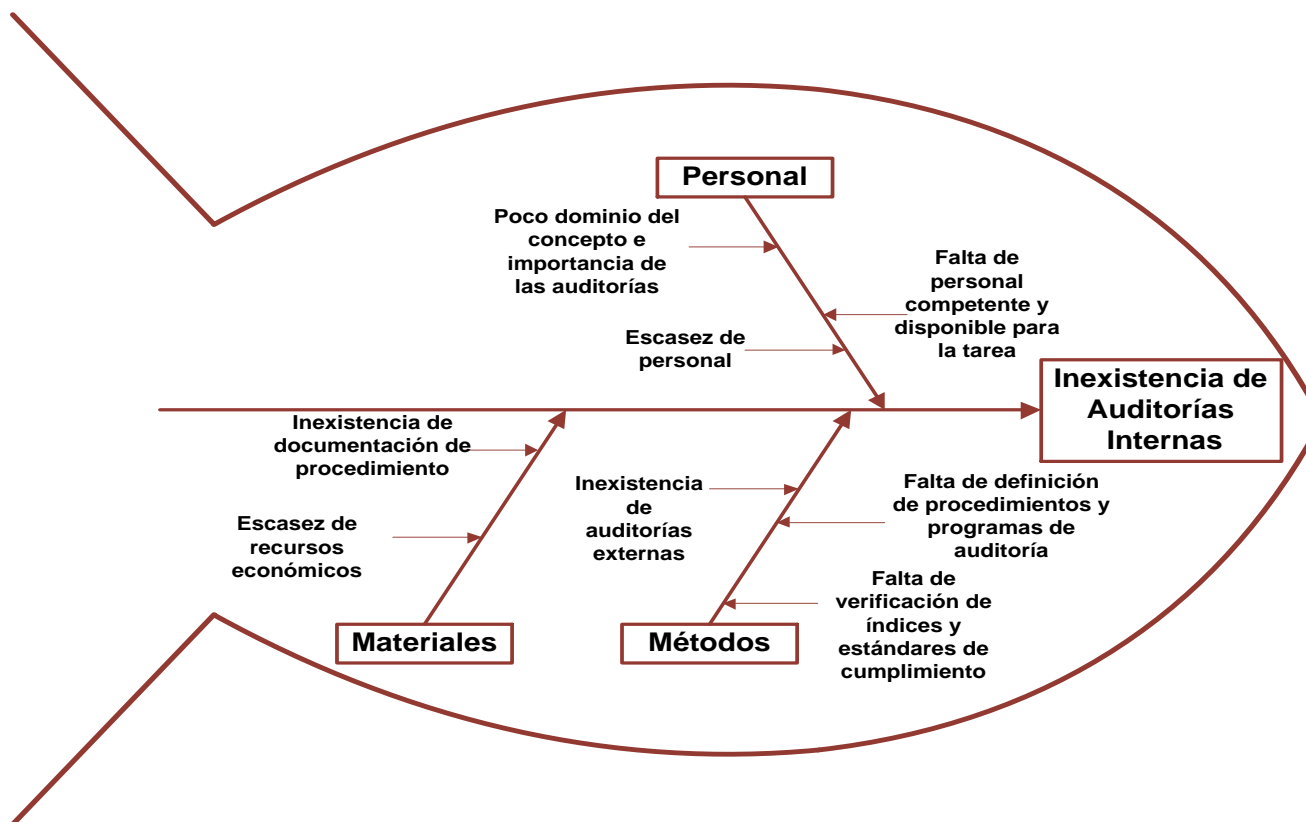 Personal
Poco dominio del
concepto e
importancia de
las auditorías
Falta de
personal
competente y
disponible para
la tarea
Escasez de
personal
Inexistencia de
Auditorías
Internas
Inexistencia de
documentación de
procedimiento
Escasez de
recursos
económicos
Materiales
Inexistencia
de
auditorías
externas
Falta de definición
de procedimientos y
programas de
auditoría
Falta de
verificación de
índices y
estándares de
cumplimiento
Métodos